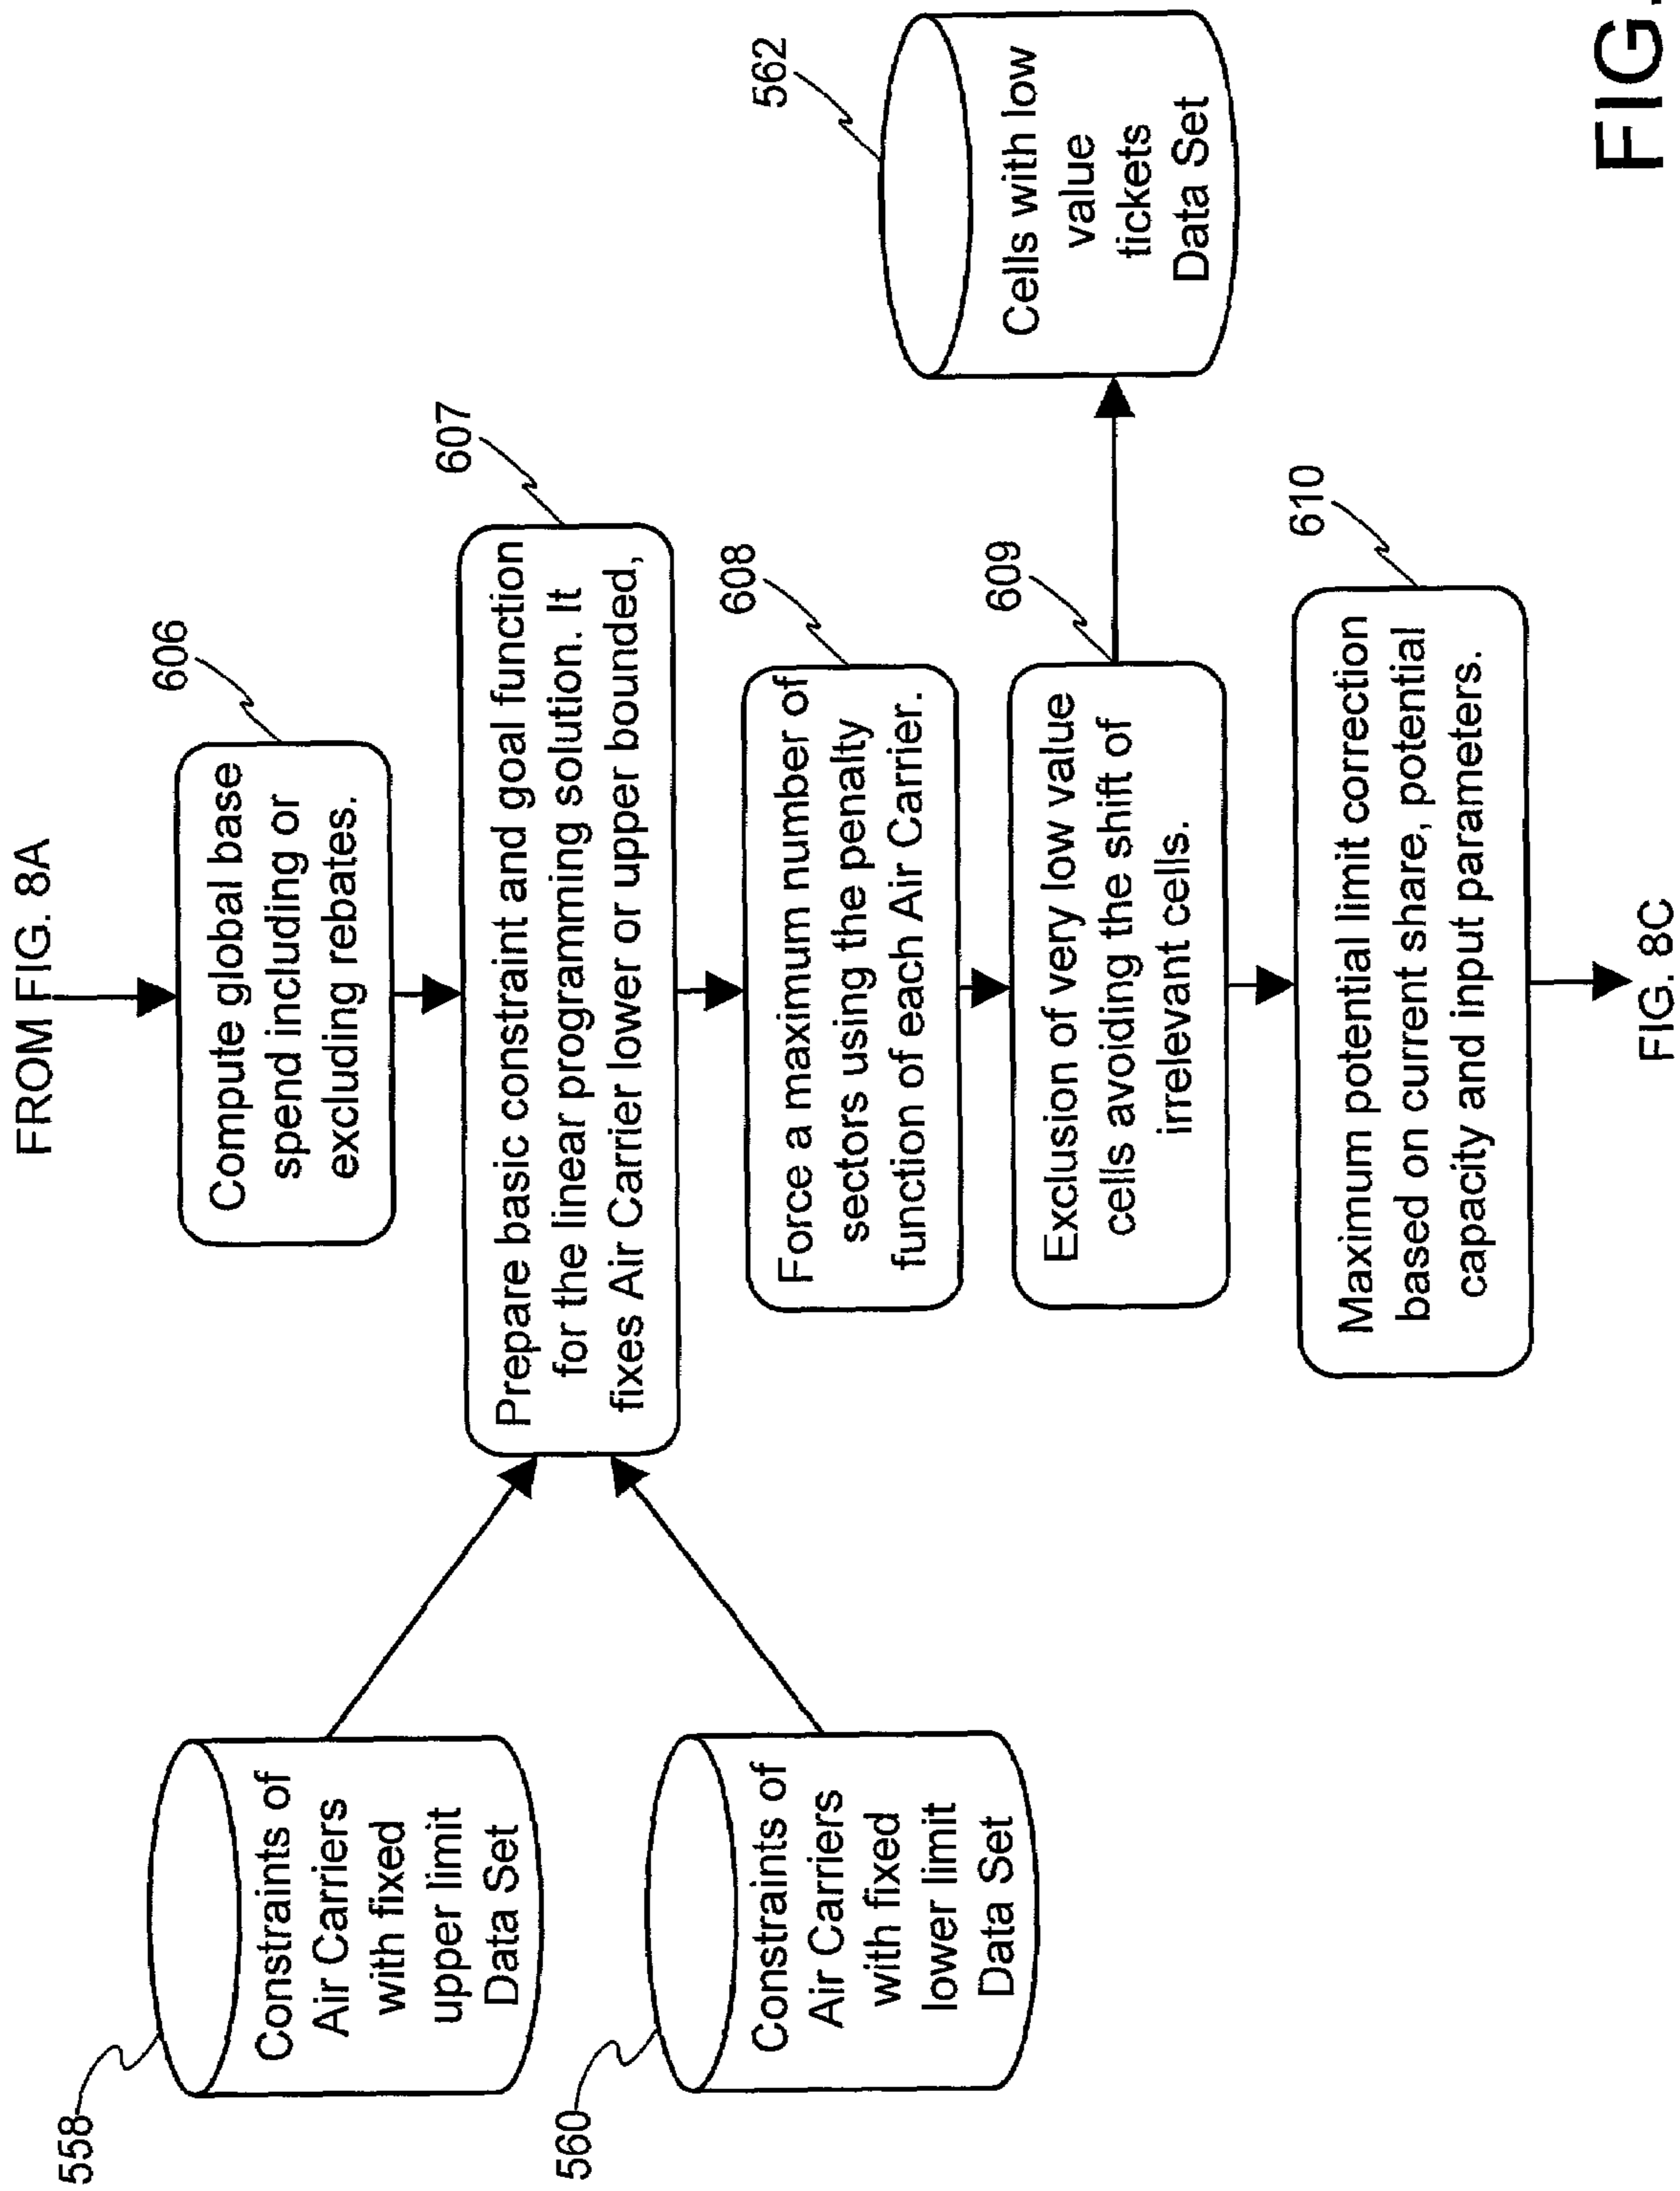 FROM FIG. 8A
606
Compute global base
spend including or
excluding rebates.
558
Constraints of
Air Carriers
with fixed
upper limit
Data Set
607
Prepare basic constraint and goal function
for the linear programming solution. It
fixes Air Carrier lower or upper bounded,
560
Constraints of
Air Carriers
with fixed
lower limit
Data Set
608
Force a maximum number of
sectors using the penalty
function of each Air Carrier.
609
Exclusion of very low value
cells avoiding the shift of
irrelevant cells.
562
Cells with low
value
tickets
Data Set
610
Maximum potential limit correction
based on current share, potential
capacity and input parameters.
FIG. 8C
FIG.